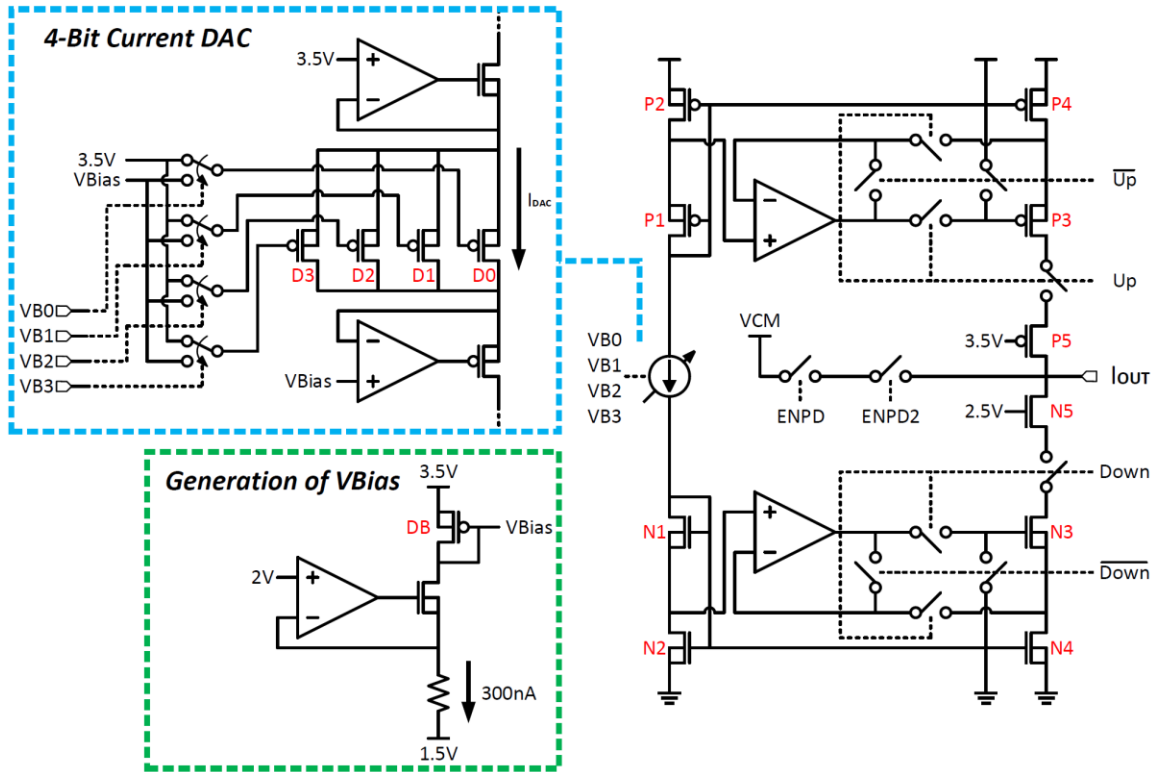 4-Bit Current DAC
3.5V
+
−
3.5V
VBias
IDAC
D3
D2
D1
D0
VB0
VB1
VB2
VB3
VBias
−
+
Generation of VBias
3.5V
DB
VBias
2V
+
−
300nA
1.5V
P2
P4
Up
P1
−
+
P3
Up
VB0
VB1
VB2
VB3
VCM
ENPD
ENPD2
3.5V
P5
IOUT
2.5V
N5
Down
N1
+
−
N3
Down
N2
N4